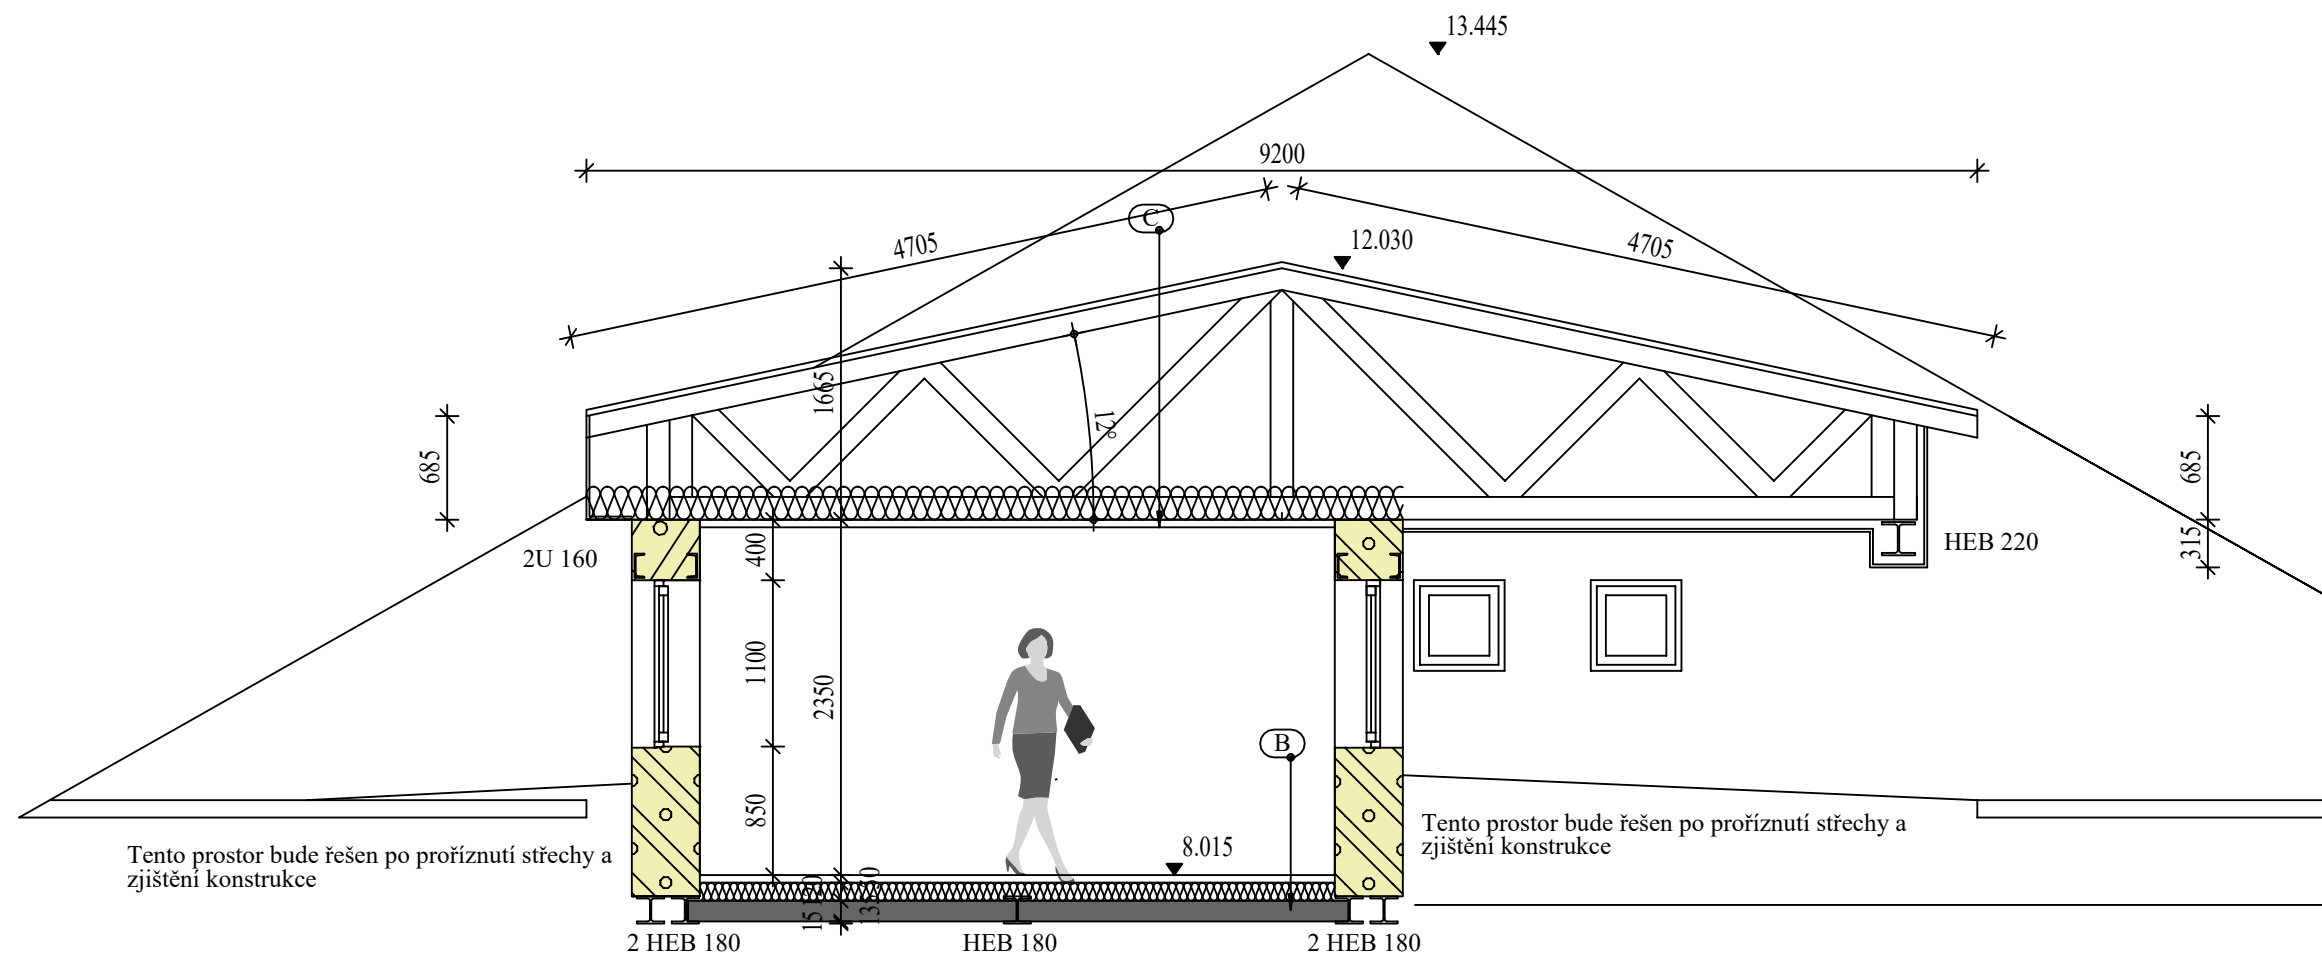 13.445
9200
C
4705
4705
12.030
1665
12°
685
685
315
2U 160
400
HEB 220
1100
2350
B
850
8.015
Tento prostor bude řešen po proříznutí střechy a
zjištění konstrukce
Tento prostor bude řešen po proříznutí střechy a
zjištění konstrukce
2 HEB 180
HEB 180
2 HEB 180